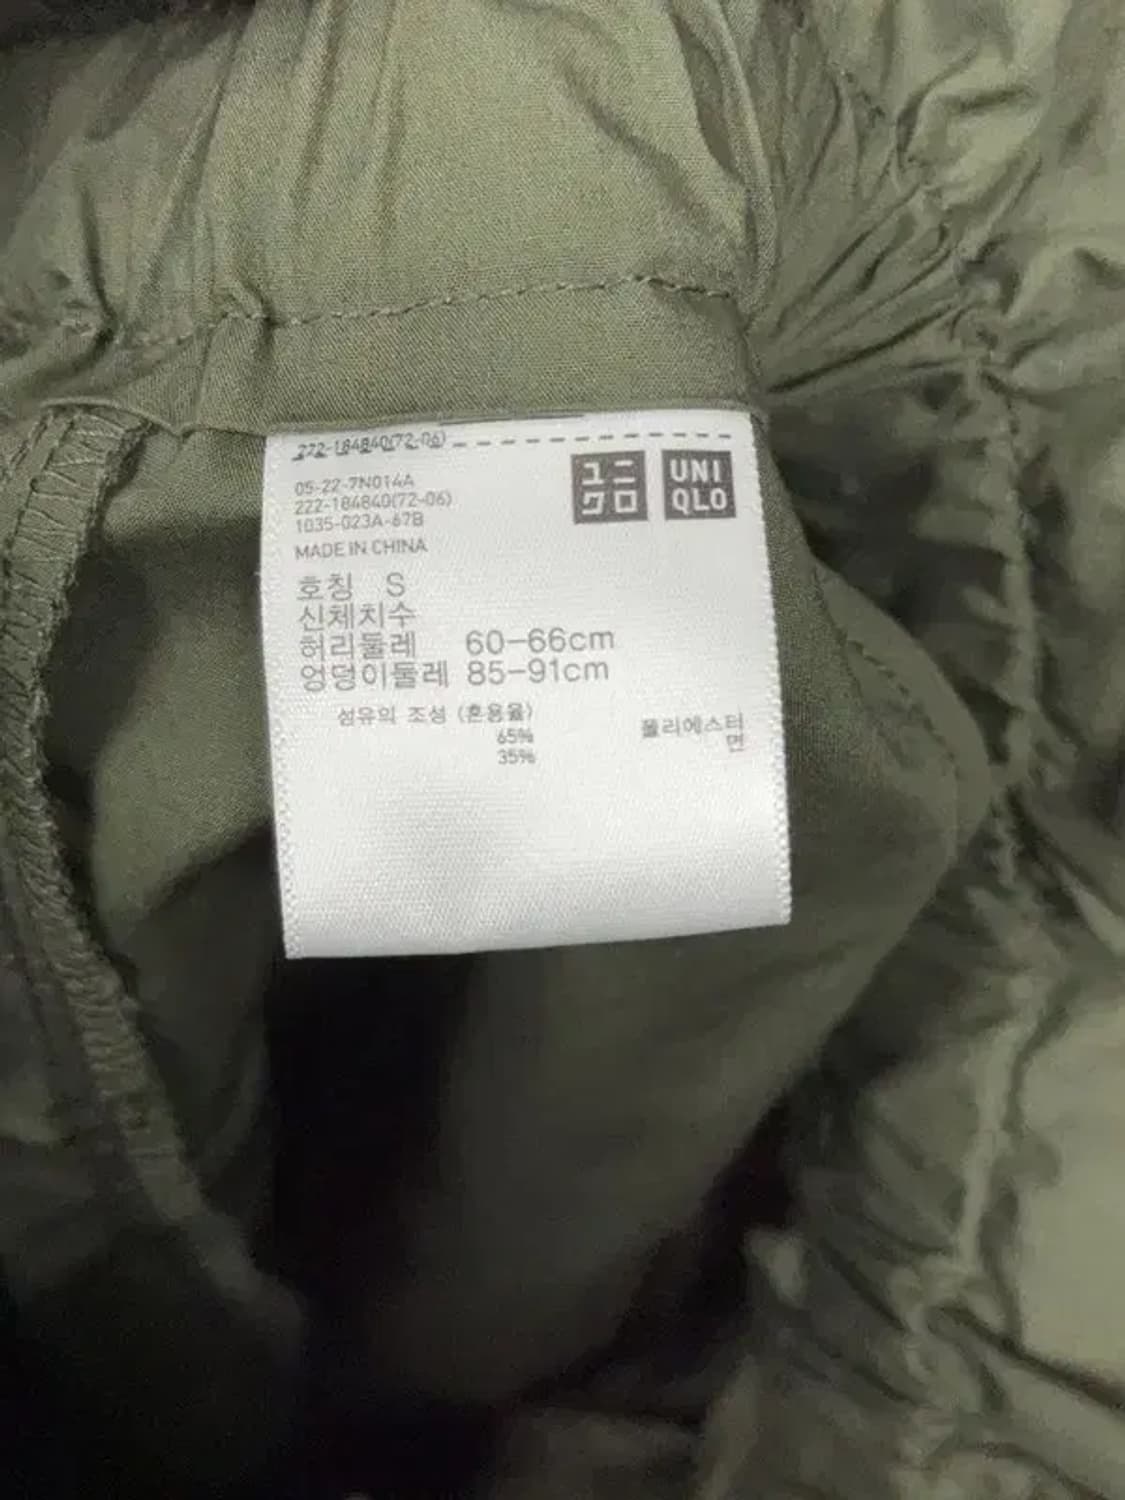 222-184840(72-06)
ユニ
クロ
UNI
QLO
05-22-7N014A
222-184840(72-06)
1035-023A-67B
MADE IN CHINA
호칭 S
신체치수
허리둘레 60-66cm
엉덩이둘레 85-91cm
섬유의 조성 (혼용율)
65% 폴리에스터
35% 면